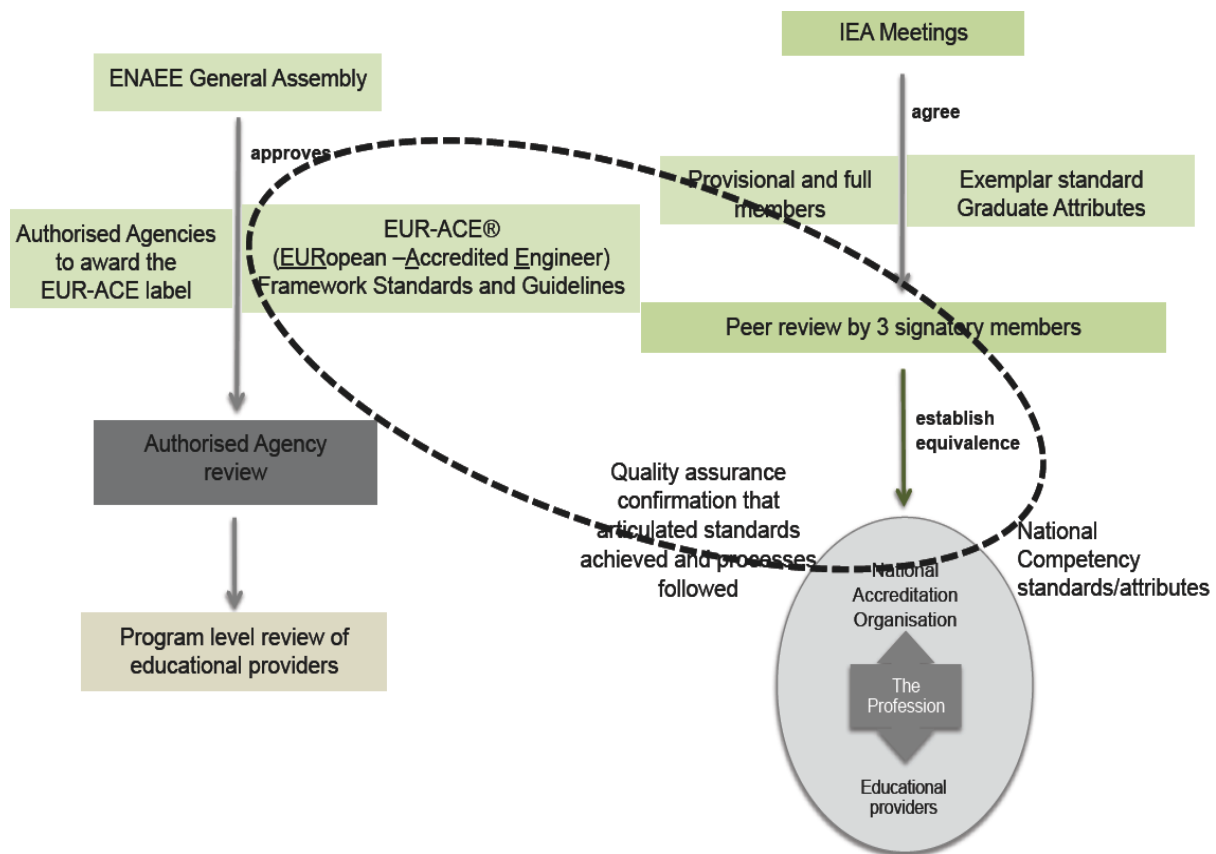 IEA Meetings
ENAEE General Assembly
agree
approves
Provisional and full
members
Exemplar standard
Graduate Attributes
Authorised Agencies
to award the
EUR-ACE label
EUR-ACE®
(EURopean –Accredited Engineer)
Framework Standards and Guidelines
Peer review by 3 signatory members
establish
equivalence
Authorised Agency
review
Quality assurance
confirmation that
articulated standards
achieved and processes
followed
National
Competency
standards/attributes
National
Accreditation
Organisation
Program level review of
educational providers
The
Profession
Educational
providers